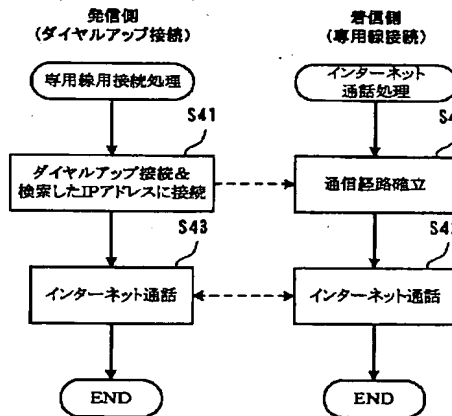 発信側
(ダイヤルアップ接続)
専用線用接続処理
S41
ダイヤルアップ接続&
検索したIPアドレスに接続
S43
インターネット通話
END
着信側
(専用線接続)
インターネット
通話処理
通信経路確立
インターネット通話
END